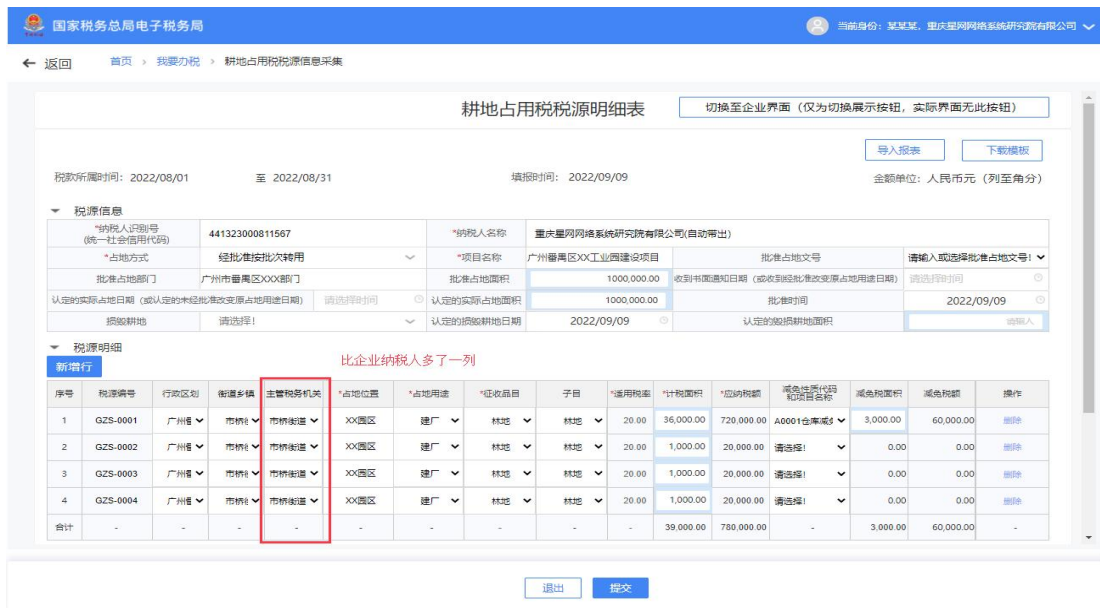 国家税务总局电子税务局
当前身份：某某某，重庆星网网络系统研究院有限公司
返回 首页 > 我要办税 > 耕地占用税税源信息采集
耕地占用税税源明细表 切换至企业界面（仅为切换展示按钮，实际界面无此按钮）
导入报表 下载模板
税款所属时间：2022/08/01 至 2022/08/31 填报时间：2022/09/09 金额单位：人民币元（列至角分）
税源信息
*纳税人识别号(统一社会信用代码) 441323000811567 *纳税人名称 重庆星网网络系统研究院有限公司(自动带出)
*占地方式 经批准按批次转用 *项目名称 广州番禺区XX工业园建设项目 批准占地文号 请输入或选择批准占地文号!
批准占地部门 广州市番禺区XXX部门 批准占地面积 1000,000.00 收到书面通知日期（或收到经批准改变原占地用途日期） 请选择时间
认定的实际占地日期（或认定的未经批准改变原占地用途日期） 请选择时间 认定的实际占地面积 1000,000.00 批准时间 2022/09/09
损毁耕地 请选择! 认定的损毁耕地日期 2022/09/09 认定的毁损耕地面积 请输入
税源明细
新增行 比企业纳税人多了一列
序号 税源编号 行政区划 街道乡镇 主管税务机关 *占地位置 *占地用途 *征收品目 子目 *适用税率 *计税面积 *应纳税额 减免性质代码和项目名称 减免税面积 减免税额 操作
1 GZS-0001 广州 市桥 市桥街道 XX园区 建厂 林地 林地 20.00 36,000.00 720,000.00 A0001仓库减 3,000.00 60,000.00 删除
2 GZS-0002 广州 市桥 市桥街道 XX园区 建厂 林地 林地 20.00 1,000.00 20,000.00 请选择! 0.00 0.00 删除
3 GZS-0003 广州 市桥 市桥街道 XX园区 建厂 林地 林地 20.00 1,000.00 20,000.00 请选择! 0.00 0.00 删除
4 GZS-0004 广州 市桥 市桥街道 XX园区 建厂 林地 林地 20.00 1,000.00 20,000.00 请选择! 0.00 0.00 删除
合计 - - - - - - - - - 39,000.00 780,000.00 - 3,000.00 60,000.00 -
退出 提交